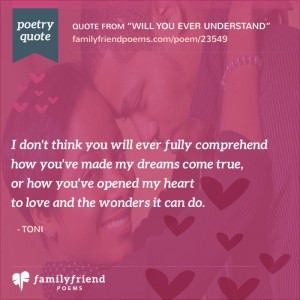 poetry
quote
QUOTE FROM "WILL YOU EVER UNDERSTAND"
familyfriendpoems.com/poem/23549
I don't think you will ever fully comprehend
how you've made my dreams come true,
or how you've opened my heart
to love and the wonders it can do.
- TONI
familyfriend
POEMS